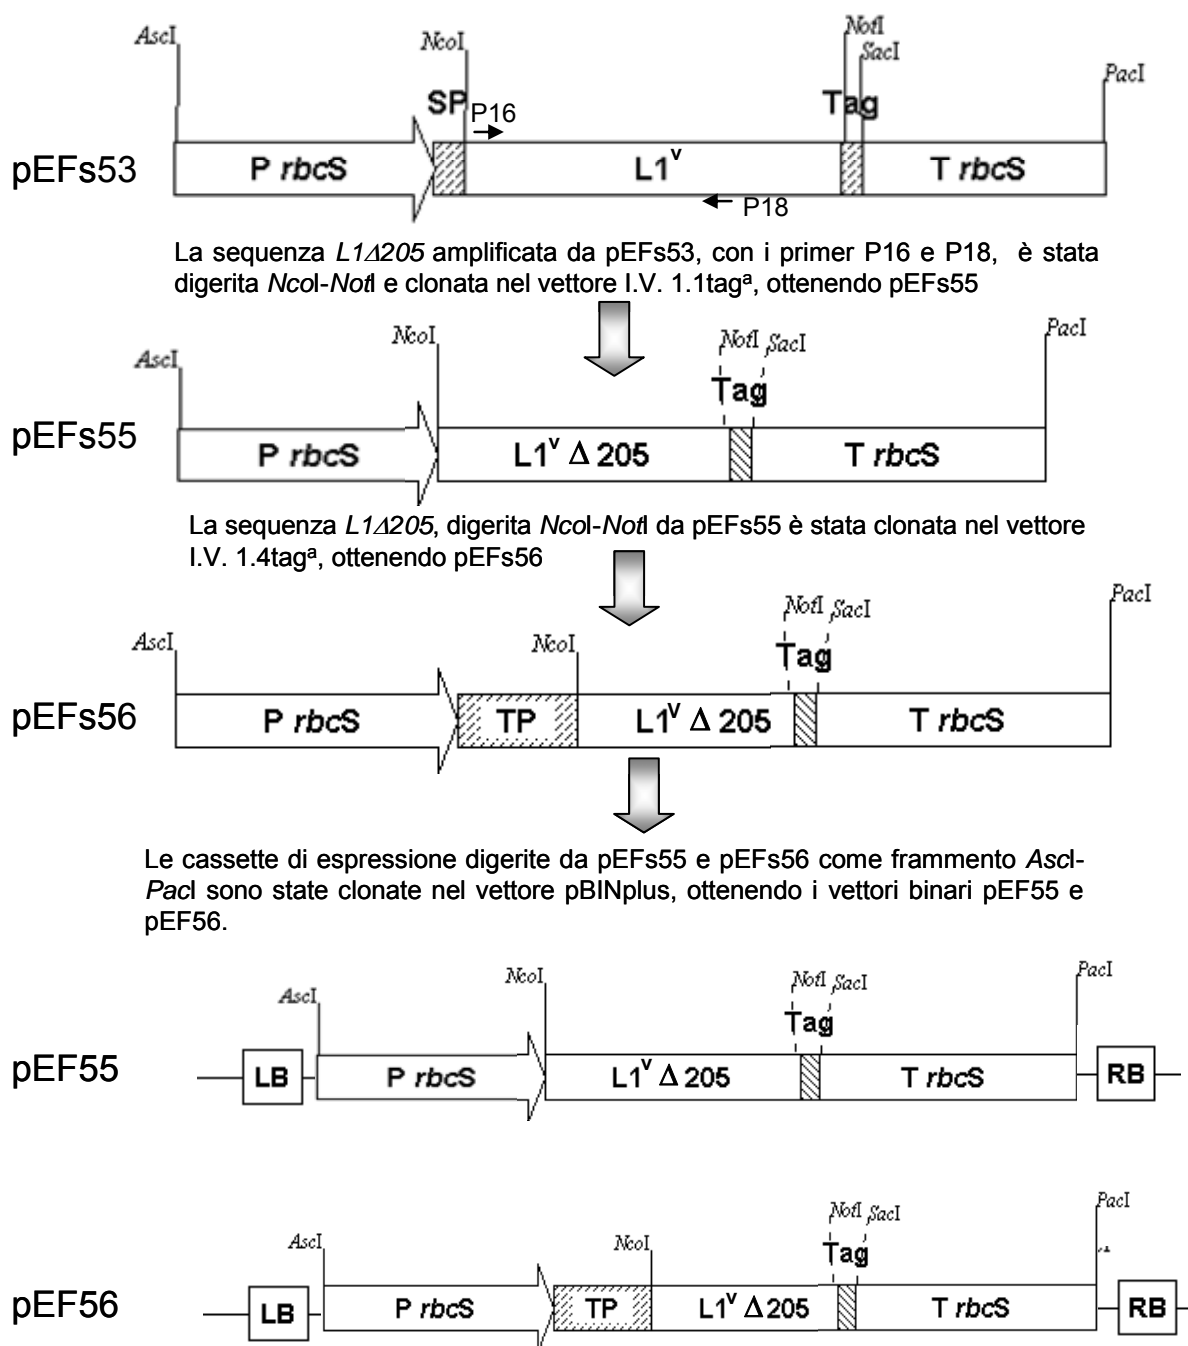 AscI NcoI NotI SacI PacI
SP P16 Tag
pEFs53 P rbcS L1ᵛ T rbcS
P18
La sequenza L1Δ205 amplificata da pEFs53, con i primer P16 e P18, è stata
digerita NcoI-NotI e clonata nel vettore I.V. 1.1tagª, ottenendo pEFs55
AscI NcoI NotI SacI PacI
Tag
pEFs55 P rbcS L1ᵛ Δ 205 T rbcS
La sequenza L1Δ205, digerita NcoI-NotI da pEFs55 è stata clonata nel vettore
I.V. 1.4tagª, ottenendo pEFs56
AscI NcoI NotI SacI PacI
Tag
pEFs56 P rbcS TP L1ᵛ Δ 205 T rbcS
Le cassette di espressione digerite da pEFs55 e pEFs56 come frammento AscI-
PacI sono state clonate nel vettore pBINplus, ottenendo i vettori binari pEF55 e
pEF56.
AscI NcoI NotI SacI PacI
Tag
pEF55 LB P rbcS L1ᵛ Δ 205 T rbcS RB
AscI NcoI NotI SacI PacI
Tag
pEF56 LB P rbcS TP L1ᵛ Δ 205 T rbcS RB